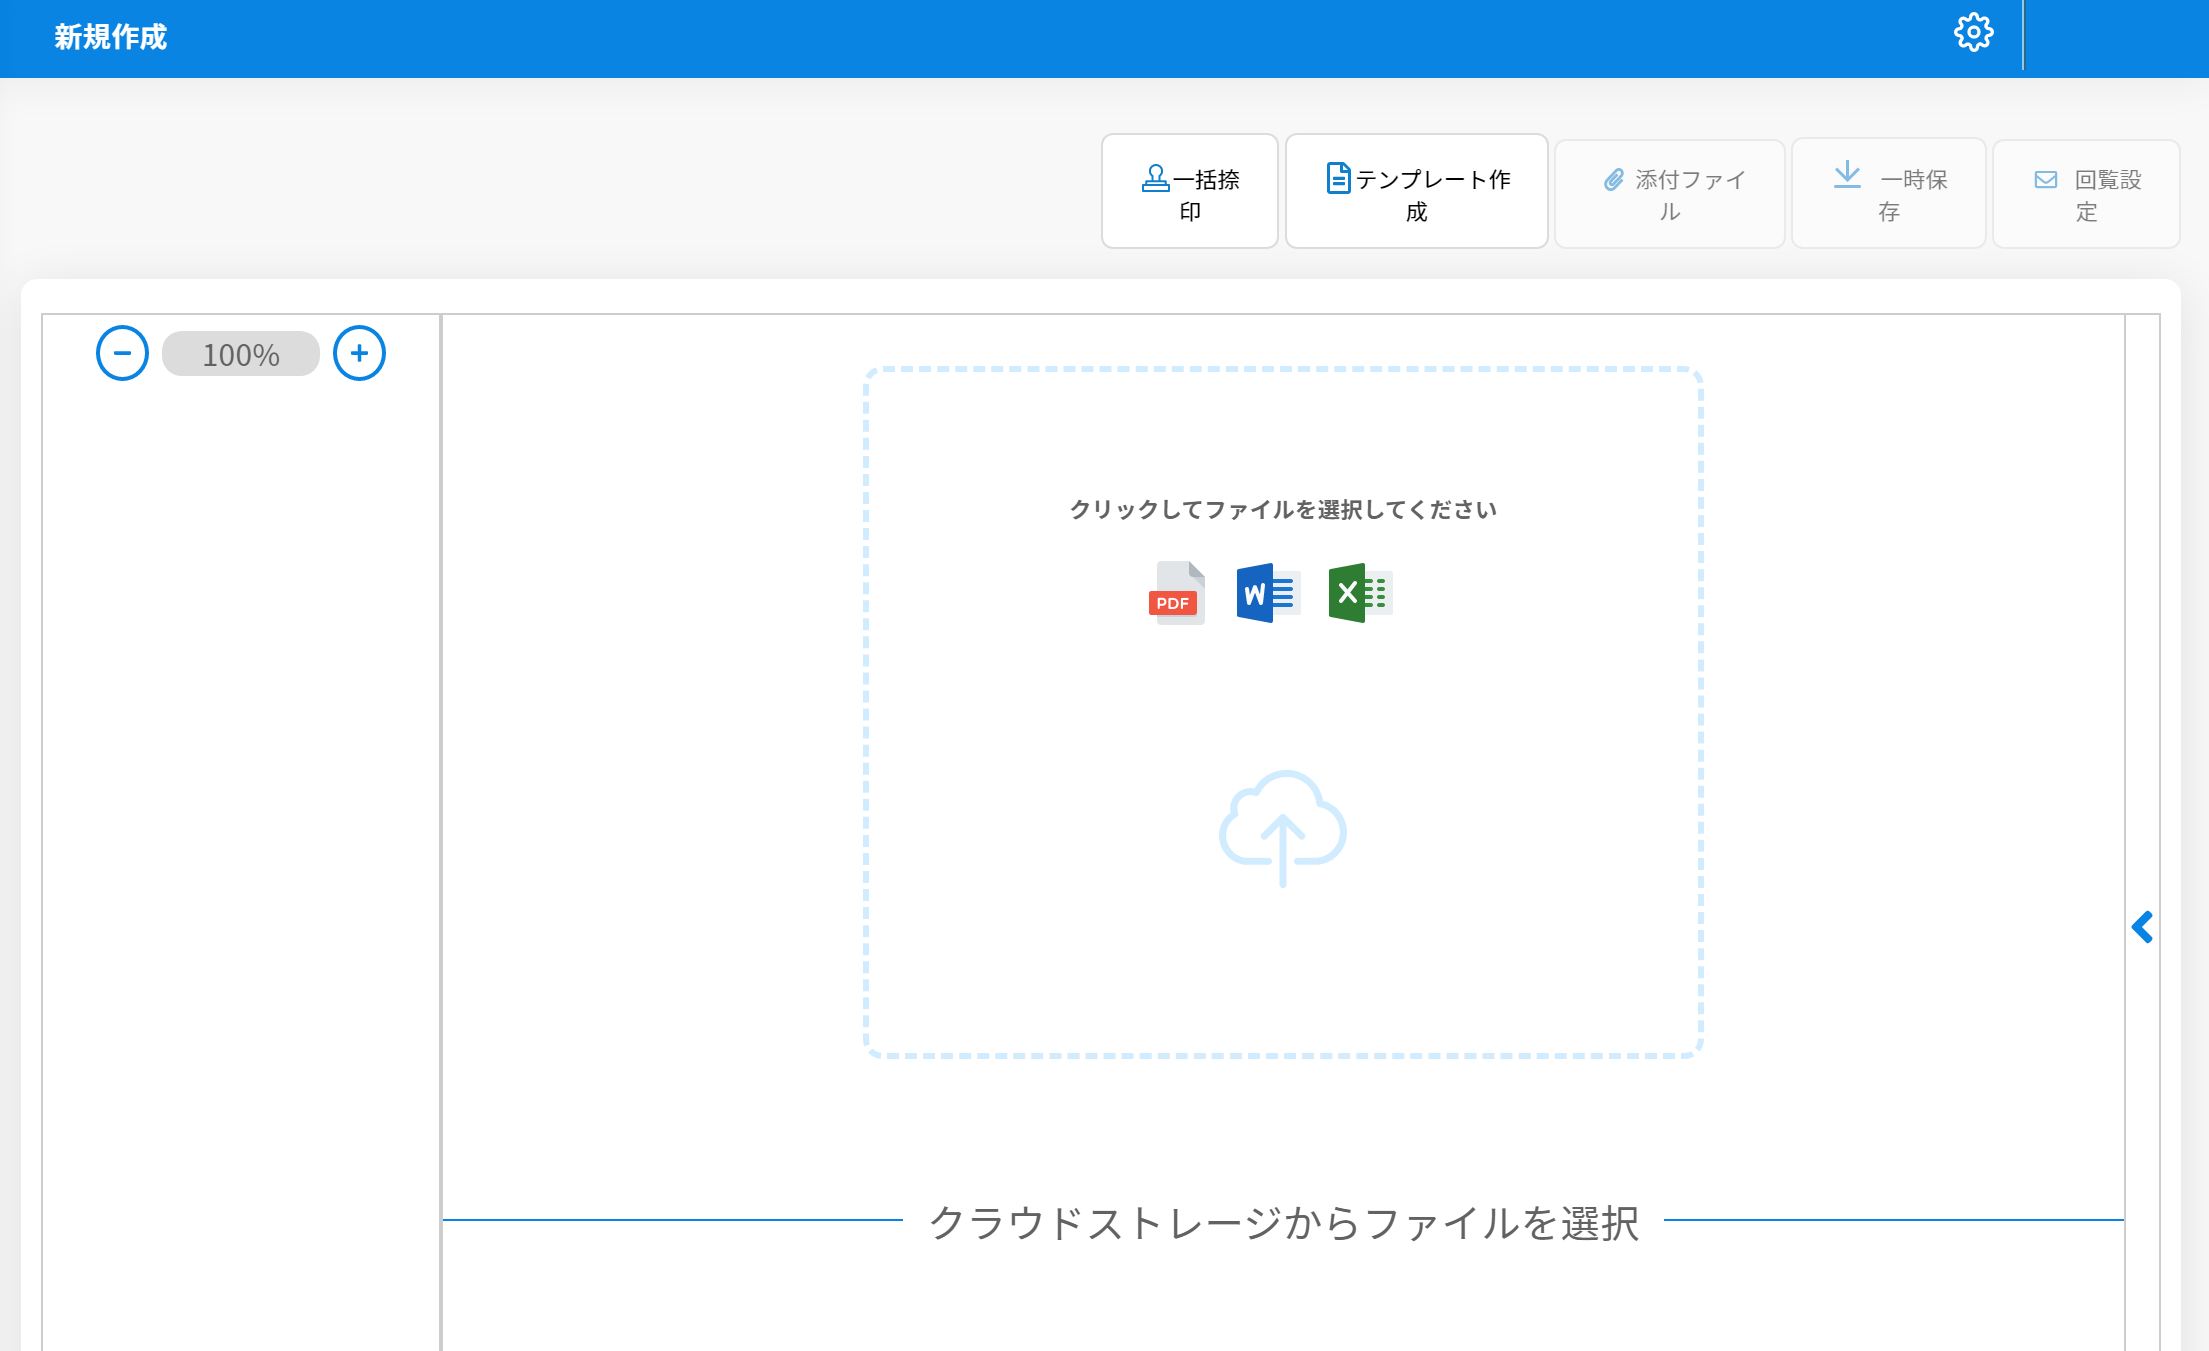 新規作成
一括捺
印
テンプレート作
成
添付ファイ
ル
一時保
存
回覧設
定
100%
クリックしてファイルを選択してください
PDF
W
X
クラウドストレージからファイルを選択